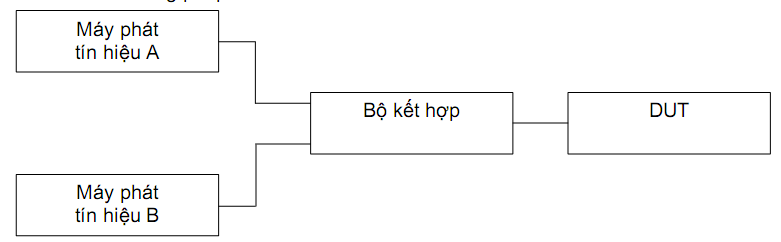 Máy phát
tín hiệu A
Bộ kết hợp
DUT
Máy phát
tín hiệu B